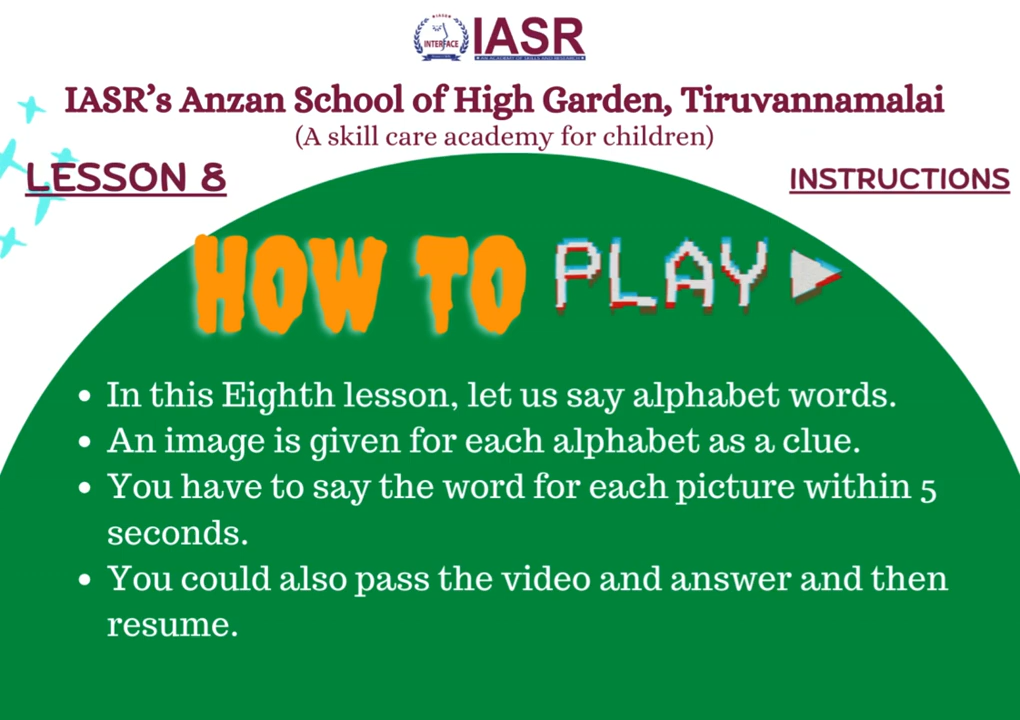 INTERFACE
IASR
IASR's Anzan School of High Garden, Tiruvannamalai
(A skill care academy for children)
LESSON 8
INSTRUCTIONS
HOW TO PLAY
• In this Eighth lesson, let us say alphabet words.
• An image is given for each alphabet as a clue.
• You have to say the word for each picture within 5
seconds.
• You could also pass the video and answer and then
resume.